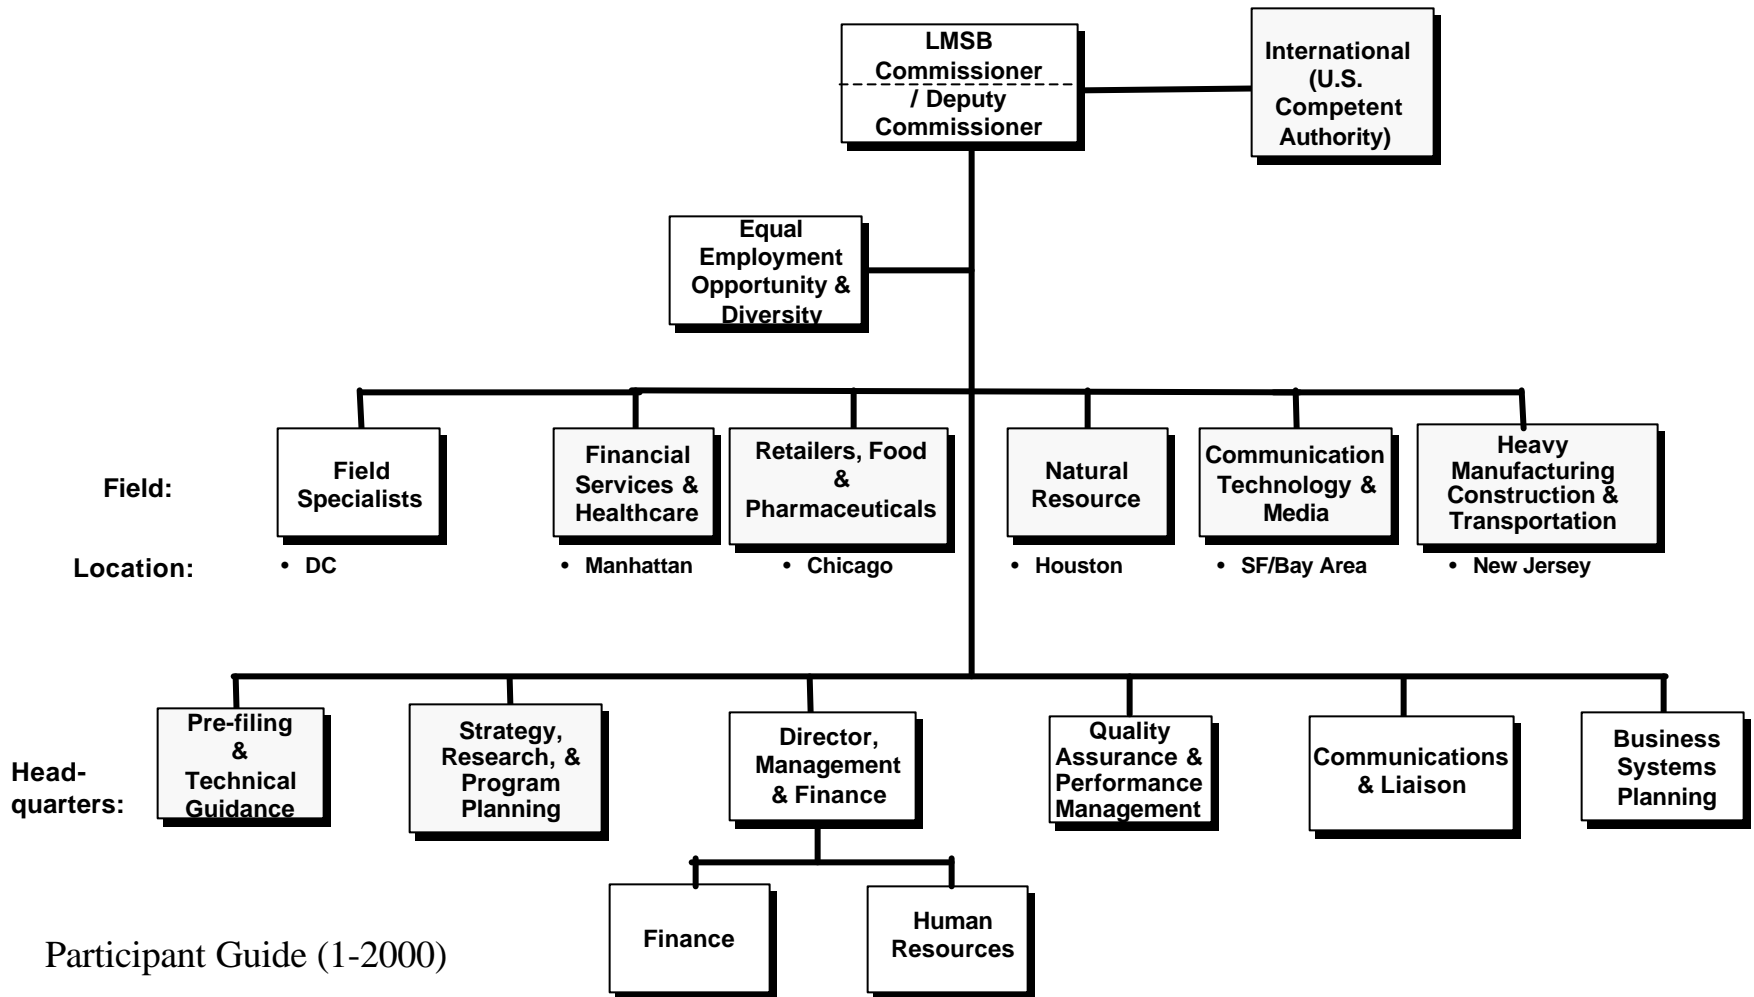 LMSB
Commissioner
/ Deputy
Commissioner
International
(U.S.
Competent
Authority)
Equal
Employment
Opportunity &
Diversity
Field:
Field
Specialists
Financial
Services &
Healthcare
Retailers, Food
&
Pharmaceuticals
Natural
Resource
Communication
Technology &
Media
Heavy
Manufacturing
Construction &
Transportation
Location:
• DC
• Manhattan
• Chicago
• Houston
• SF/Bay Area
• New Jersey
Head-
quarters:
Pre-filing
&
Technical
Guidance
Strategy,
Research, &
Program
Planning
Director,
Management
& Finance
Quality
Assurance &
Performance
Management
Communications
& Liaison
Business
Systems
Planning
Finance
Human
Resources
Participant Guide (1-2000)